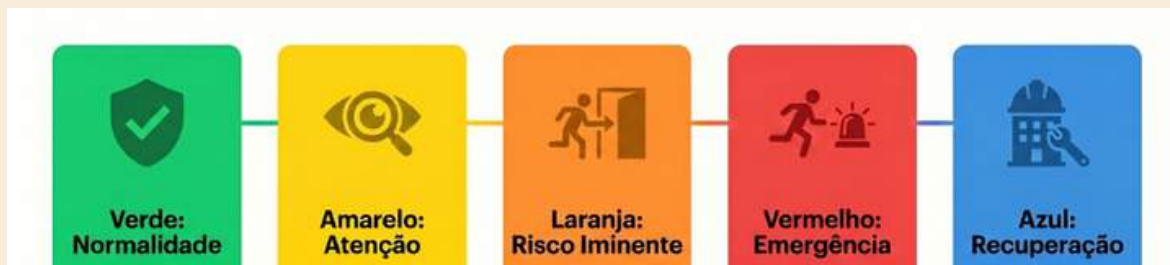 Verde:
Normalidade
Amarelo:
Atenção
Laranja:
Risco Iminente
Vermelho:
Emergência
Azul:
Recuperação